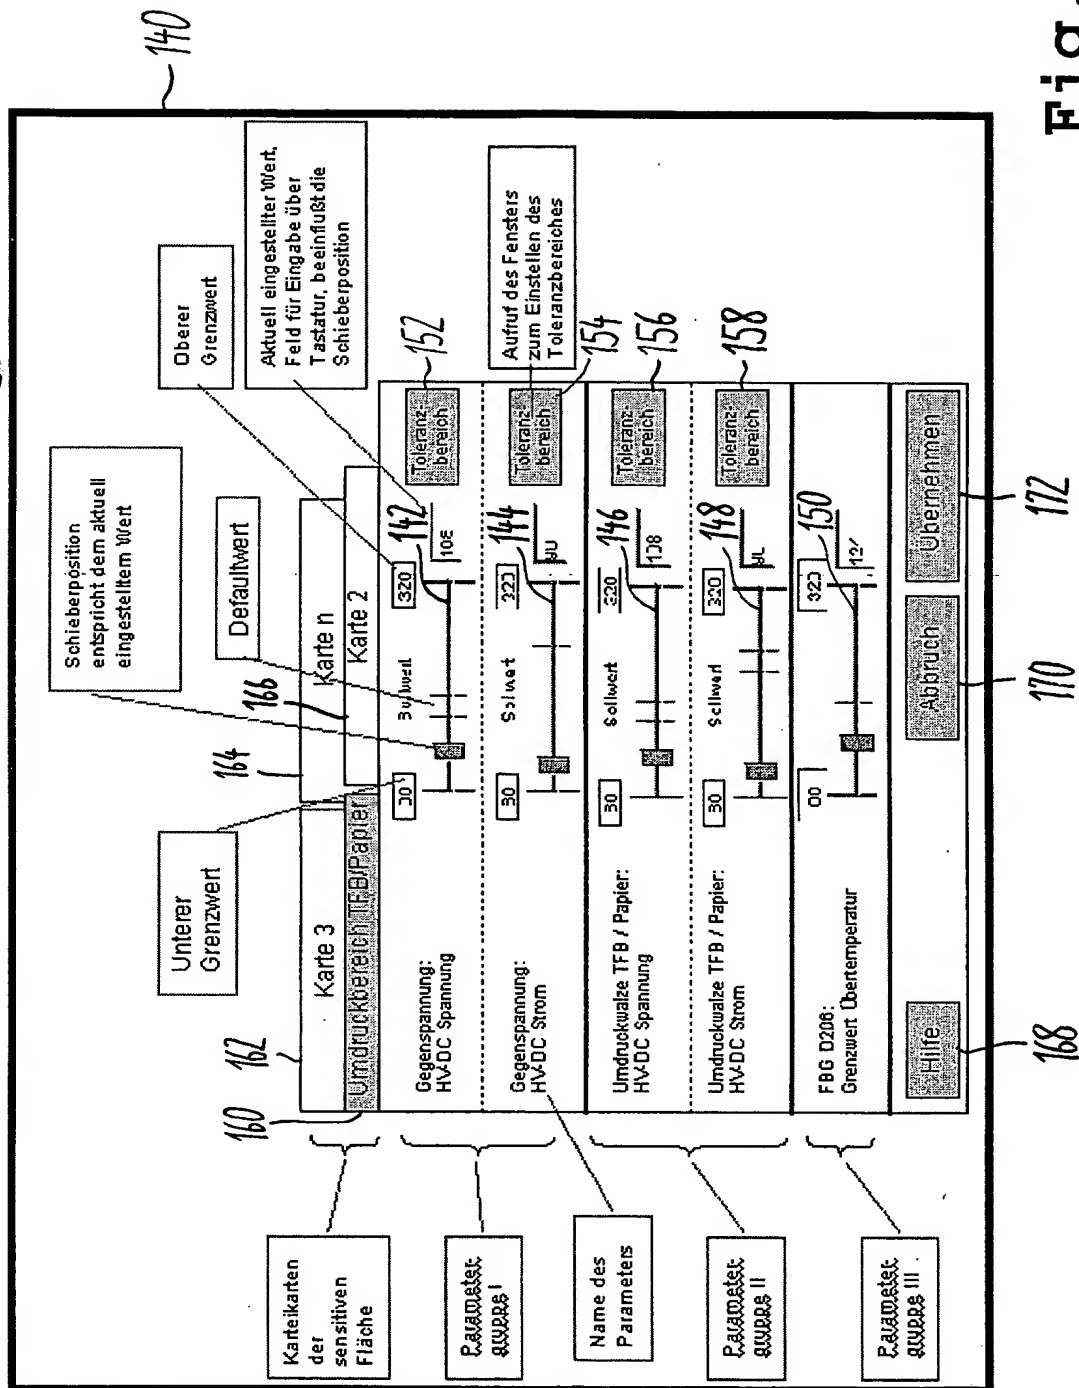 Fig
140
Oberer
Grenzwert
Aktuell eingestellter Wert,
Feld für Eingabe über
Tastatur, beeinflußt die
Schieberposition
Schieberposition
entspricht dem aktuell
eingestelltem Wert
Defaultwert
Unterer
Grenzwert
164
166
162
160
Karte 3
Karte n
Umdruckbereich TFB/Papier
Karte 2
Karteikarten
der
sensitiven
Fläche
Parameter-
gruppe I
Gegenspannung:
HV-DC Spannung
320
142
Toleranz-
bereich
152
Gegenspannung:
HV-DC Strom
30
144
Toleranz-
bereich
154
Aufruf des Fensters
zum Einstellen des
Toleranzbereiches
Name des
Parameters
Parameter-
gruppe II
Umdruckwalze TFB / Papier:
HV-DC Spannung
30
Sollwert
146
108
Toleranz-
bereich
156
Umdruckwalze TFB / Papier:
HV-DC Strom
30
Sollwert
320
148
Toleranz-
bereich
158
Parameter-
gruppe III
FBG D206:
Grenzwert Übertemperatur
320
150
Hilfe
Abbruch
Übernehmen
168
170
172